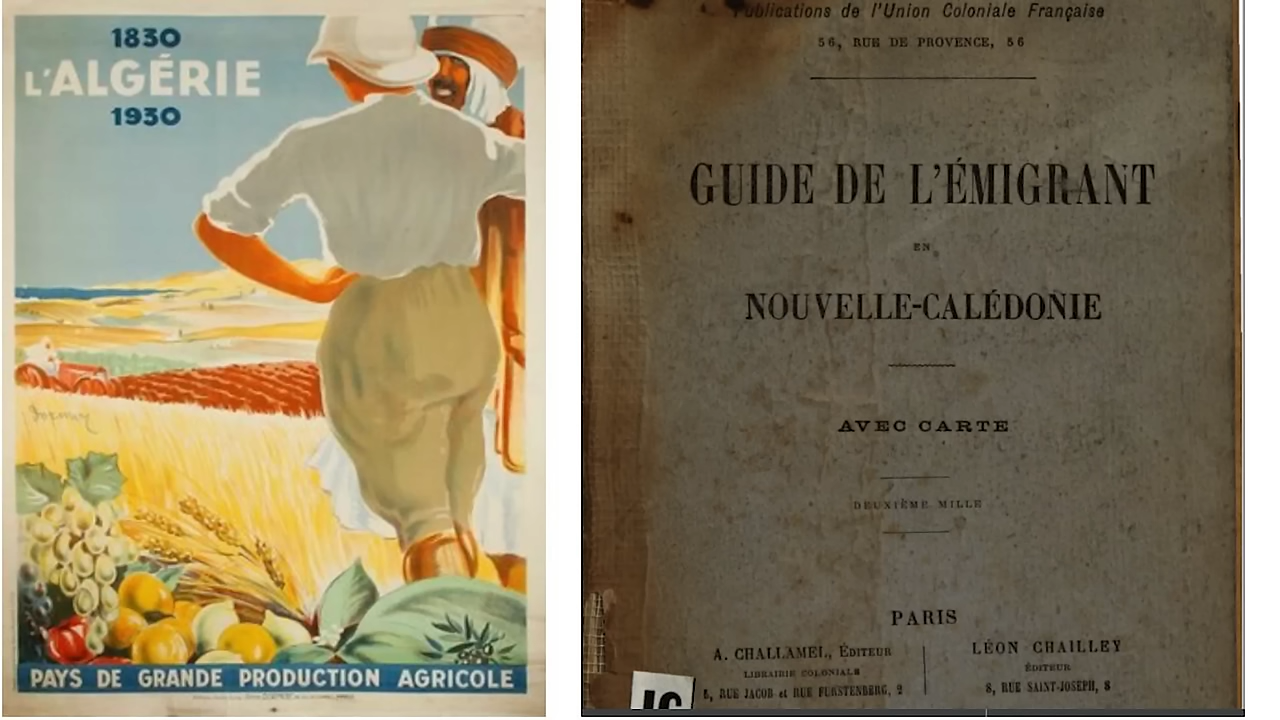 1830
L'ALGÉRIE
1930
PAYS DE GRANDE PRODUCTION AGRICOLE
Publications de l'Union Coloniale Française
56, RUE DE PROVENCE, 56
GUIDE DE L'ÉMIGRANT
EN
NOUVELLE-CALÉDONIE
AVEC CARTE
DEUXIÈME MILLE
PARIS
A. CHALLAMEL, ÉDITEUR
LIBRAIRIE COLONIALE
5, RUE JACOB et RUE FURSTENBERG, 2
LÉON CHAILLEY
ÉDITEUR
8, RUE SAINT-JOSEPH, 8